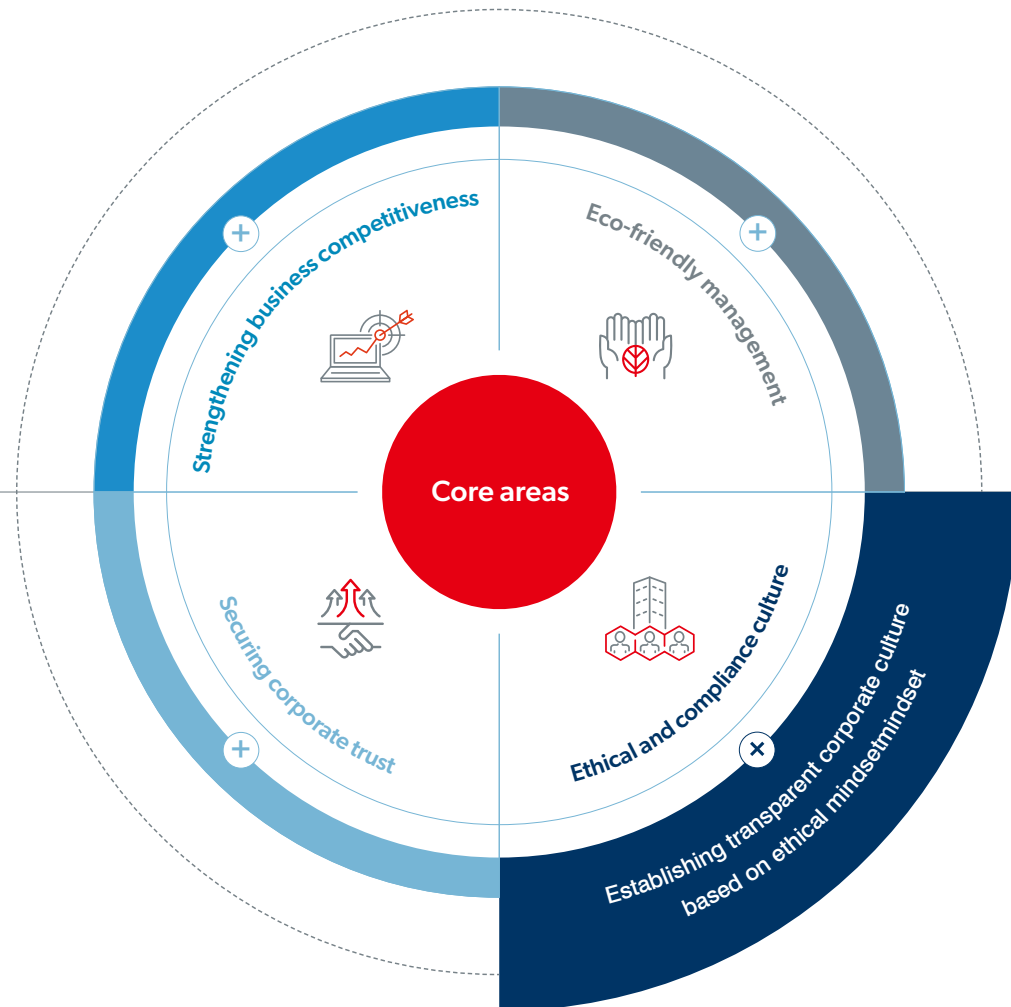 Strengthening business competitiveness
Eco-friendly management
Core areas
Securing corporate trust
Ethical and compliance culture
Establishing transparent corporate culture
based on ethical mindsetmindset